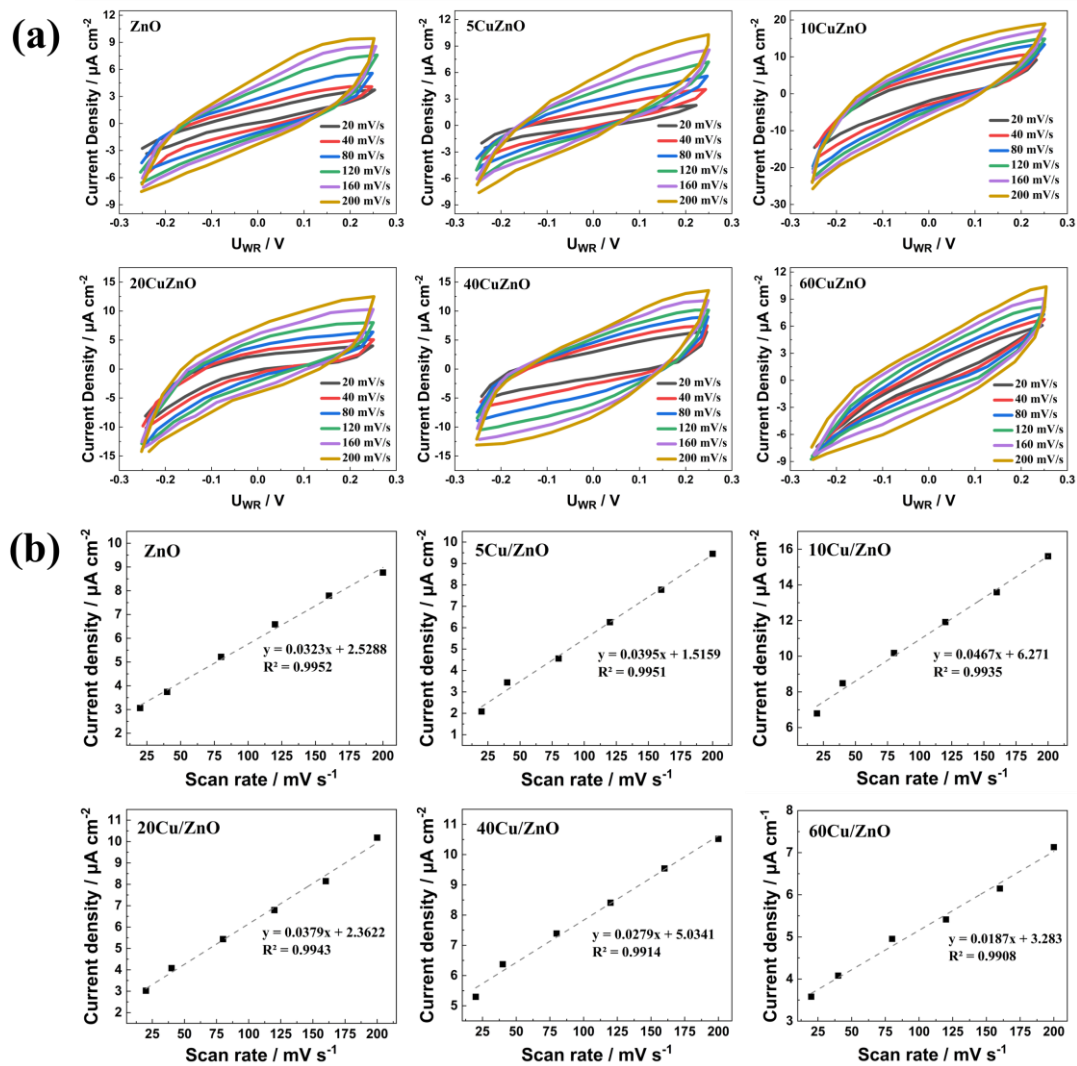 (a)
ZnO
Current Density / μA cm⁻²
12
9
6
3
0
-3
-6
-9
-0.3 -0.2 -0.1 0.0 0.1 0.2 0.3
U_WR / V
20 mV/s
40 mV/s
80 mV/s
120 mV/s
160 mV/s
200 mV/s
5CuZnO
Current Density / μA cm⁻²
12
9
6
3
0
-3
-6
-9
-0.3 -0.2 -0.1 0.0 0.1 0.2 0.3
U_WR / V
20 mV/s
40 mV/s
80 mV/s
120 mV/s
160 mV/s
200 mV/s
10CuZnO
Current Density / μA cm⁻²
20
10
0
-10
-20
-30
-0.3 -0.2 -0.1 0.0 0.1 0.2 0.3
U_WR / V
20 mV/s
40 mV/s
80 mV/s
120 mV/s
160 mV/s
200 mV/s
20CuZnO
Current Density / μA cm⁻²
15
10
5
0
-5
-10
-15
-0.3 -0.2 -0.1 0.0 0.1 0.2 0.3
U_WR / V
20 mV/s
40 mV/s
80 mV/s
120 mV/s
160 mV/s
200 mV/s
40CuZnO
Current Density / μA cm⁻²
15
10
5
0
-5
-10
-15
-0.3 -0.2 -0.1 0.0 0.1 0.2 0.3
U_WR / V
20 mV/s
40 mV/s
80 mV/s
120 mV/s
160 mV/s
200 mV/s
60CuZnO
Current Density / μA cm⁻²
12
9
6
3
0
-3
-6
-9
-0.3 -0.2 -0.1 0.0 0.1 0.2 0.3
U_WR / V
20 mV/s
40 mV/s
80 mV/s
120 mV/s
160 mV/s
200 mV/s
(b)
ZnO
Current density / μA cm⁻²
10
9
8
7
6
5
4
3
2
y = 0.0323x + 2.5288
R² = 0.9952
25 50 75 100 125 150 175 200
Scan rate / mV s⁻¹
5Cu/ZnO
Current density / μA cm⁻²
10
9
8
7
6
5
4
3
2
1
y = 0.0395x + 1.5159
R² = 0.9951
25 50 75 100 125 150 175 200
Scan rate / mV s⁻¹
10Cu/ZnO
Current density / μA cm⁻²
16
14
12
10
8
6
y = 0.0467x + 6.271
R² = 0.9935
25 50 75 100 125 150 175 200
Scan rate / mV s⁻¹
20Cu/ZnO
Current density / μA cm⁻²
11
10
9
8
7
6
5
4
3
2
y = 0.0379x + 2.3622
R² = 0.9943
25 50 75 100 125 150 175 200
Scan rate / mV s⁻¹
40Cu/ZnO
Current density / μA cm⁻²
11
10
9
8
7
6
5
y = 0.0279x + 5.0341
R² = 0.9914
25 50 75 100 125 150 175 200
Scan rate / mV s⁻¹
60Cu/ZnO
Current density / μA cm⁻¹
8
7
6
5
4
3
y = 0.0187x + 3.283
R² = 0.9908
25 50 75 100 125 150 175 200
Scan rate / mV s⁻¹